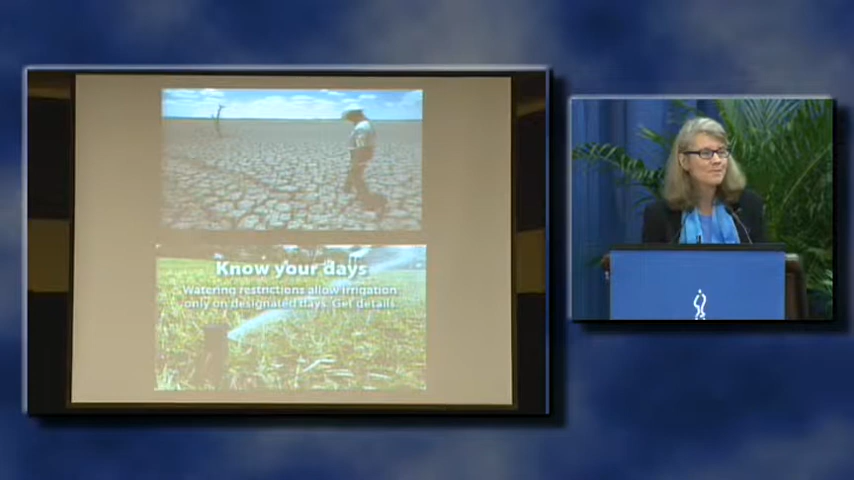 Know your days
Watering restrictions allow irrigation
only on designated days. Get details.